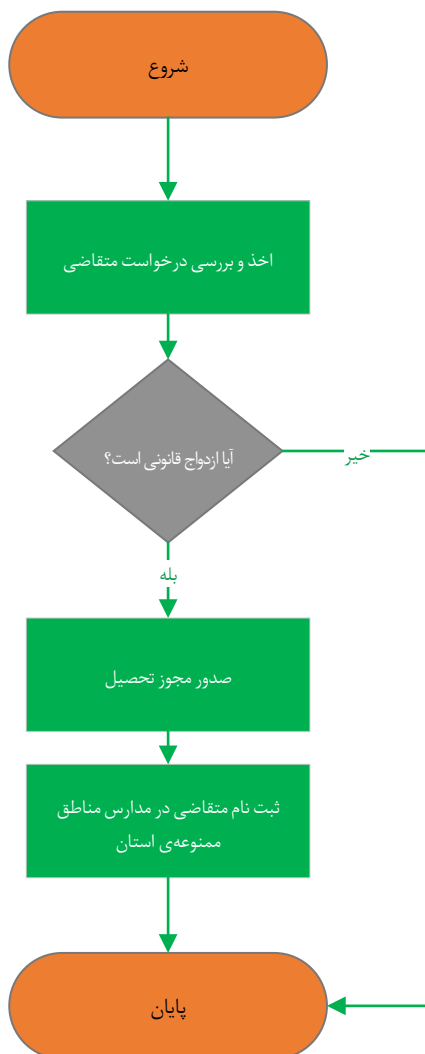 شروع
اخذ و بررسی درخواست متقاضی
آیا ازدواج قانونی است؟
خیر
بله
صدور مجوز تحصیل
ثبت نام متقاضی در مدارس مناطق
ممنوعه‌ی استان
پایان